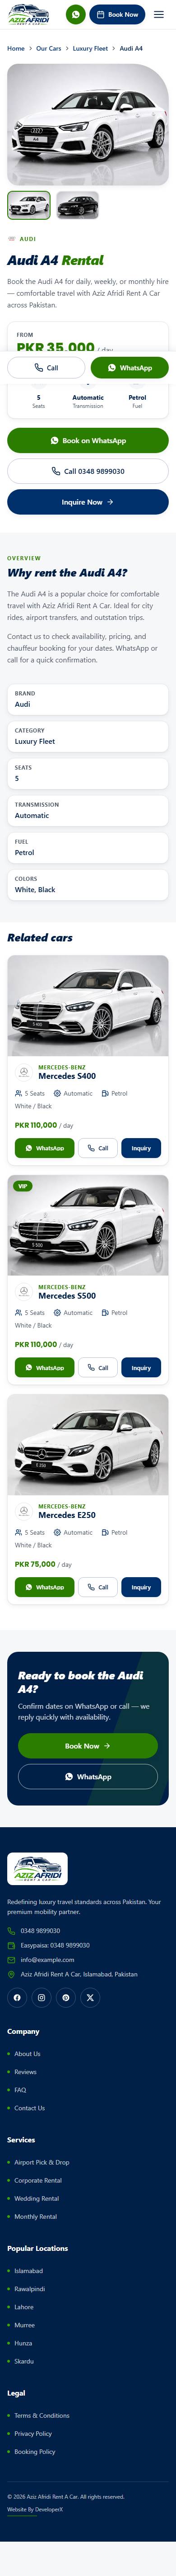 AZIZ AFRIDI
RENT A CAR
Book Now
Home > Our Cars > Luxury Fleet > Audi A4
A4
AUDI
Audi A4 Rental
Book the Audi A4 for daily, weekly, or monthly hire — comfortable travel with Aziz Afridi Rent A Car across Pakistan.
FROM
PKR 35,000 / day
Call
WhatsApp
5
Seats
Automatic
Transmission
Petrol
Fuel
Book on WhatsApp
Call 0348 9899030
Inquire Now →
OVERVIEW
Why rent the Audi A4?
The Audi A4 is a popular choice for comfortable travel with Aziz Afridi Rent A Car. Ideal for city rides, airport transfers, and outstation trips.
Contact us to check availability, pricing, and chauffeur booking for your dates. WhatsApp or call for a quick confirmation.
BRAND
Audi
CATEGORY
Luxury Fleet
SEATS
5
TRANSMISSION
Automatic
FUEL
Petrol
COLORS
White, Black
Related cars
MERCEDES-BENZ
Mercedes S400
5 Seats Automatic Petrol
White / Black
PKR 110,000 / day
WhatsApp Call Inquiry
VIP
S500
MERCEDES-BENZ
Mercedes S500
5 Seats Automatic Petrol
White / Black
PKR 110,000 / day
WhatsApp Call Inquiry
MERCEDES-BENZ
Mercedes E250
5 Seats Automatic Petrol
White / Black
PKR 75,000 / day
WhatsApp Call Inquiry
Ready to book the Audi A4?
Confirm dates on WhatsApp or call — we reply quickly with availability.
Book Now →
WhatsApp
AZIZ AFRIDI
RENT A CAR
Redefining luxury travel standards across Pakistan. Your premium mobility partner.
0348 9899030
Easypaisa: 0348 9899030
info@example.com
Aziz Afridi Rent A Car, Islamabad, Pakistan
Company
About Us
Reviews
FAQ
Contact Us
Services
Airport Pick & Drop
Corporate Rental
Wedding Rental
Monthly Rental
Popular Locations
Islamabad
Rawalpindi
Lahore
Murree
Hunza
Skardu
Legal
Terms & Conditions
Privacy Policy
Booking Policy
© 2026 Aziz Afridi Rent A Car. All rights reserved.
Website By DeveloperX